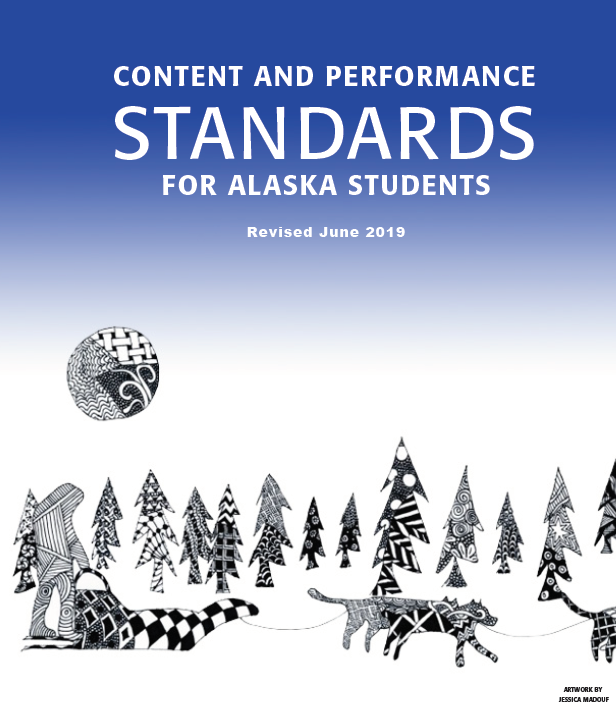 CONTENT AND PERFORMANCE
STANDARDS
FOR ALASKA STUDENTS
Revised June 2019
ARTWORK BY
JESSICA MADOUF